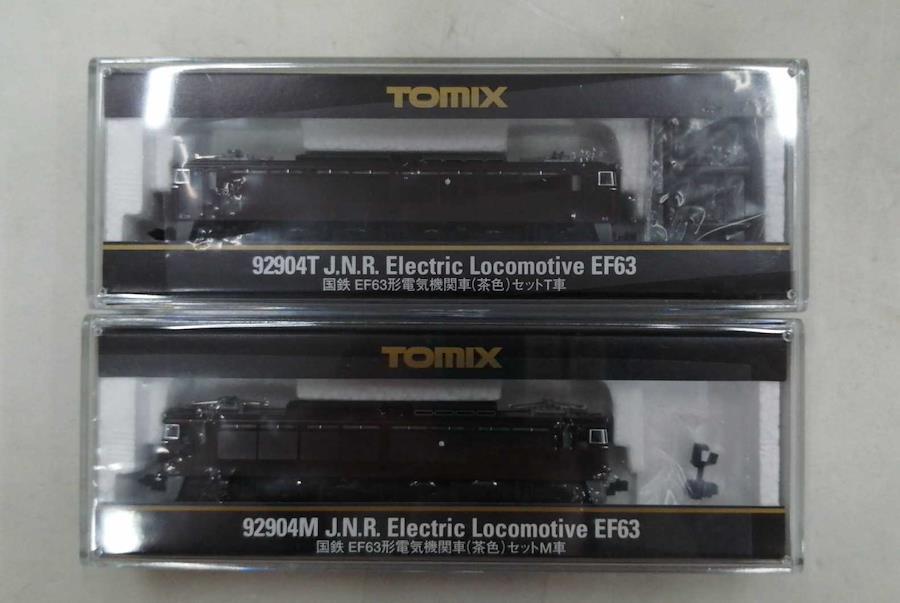 TOMIX
92904T J.N.R. Electric Locomotive EF63
国鉄 EF63形電気機関車(茶色)セットT車
TOMIX
92904M J.N.R. Electric Locomotive EF63
国鉄 EF63形電気機関車(茶色)セットM車